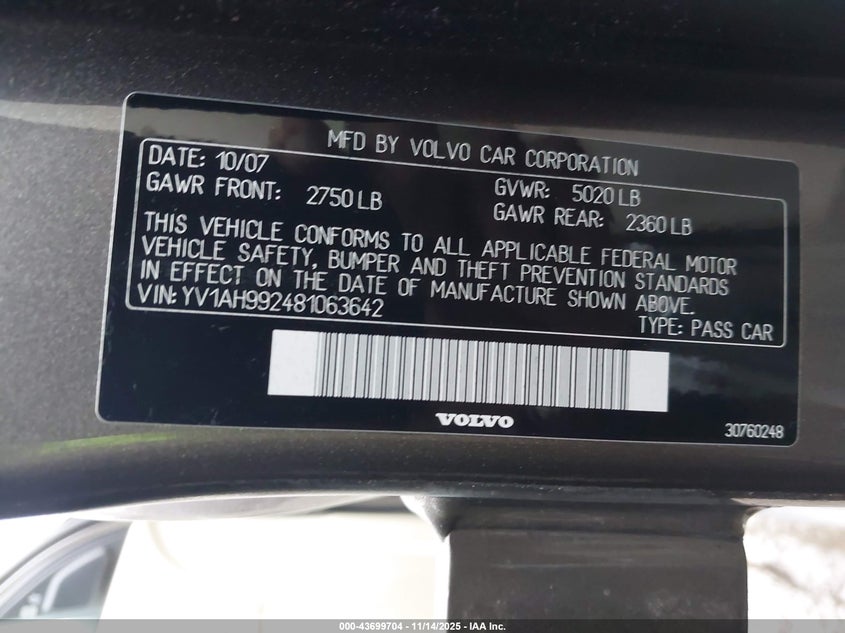 MFD BY VOLVO CAR CORPORATION
DATE: 10/07
GVWR: 5020 LB
GAWR FRONT: 2750 LB
GAWR REAR: 2360 LB
THIS VEHICLE CONFORMS TO ALL APPLICABLE FEDERAL MOTOR
VEHICLE SAFETY, BUMPER AND THEFT PREVENTION STANDARDS
IN EFFECT ON THE DATE OF MANUFACTURE SHOWN ABOVE.
VIN: YV1AH992481063642
TYPE: PASS CAR
VOLVO
30760248
000-43699704 - 11/14/2025 - IAA Inc.